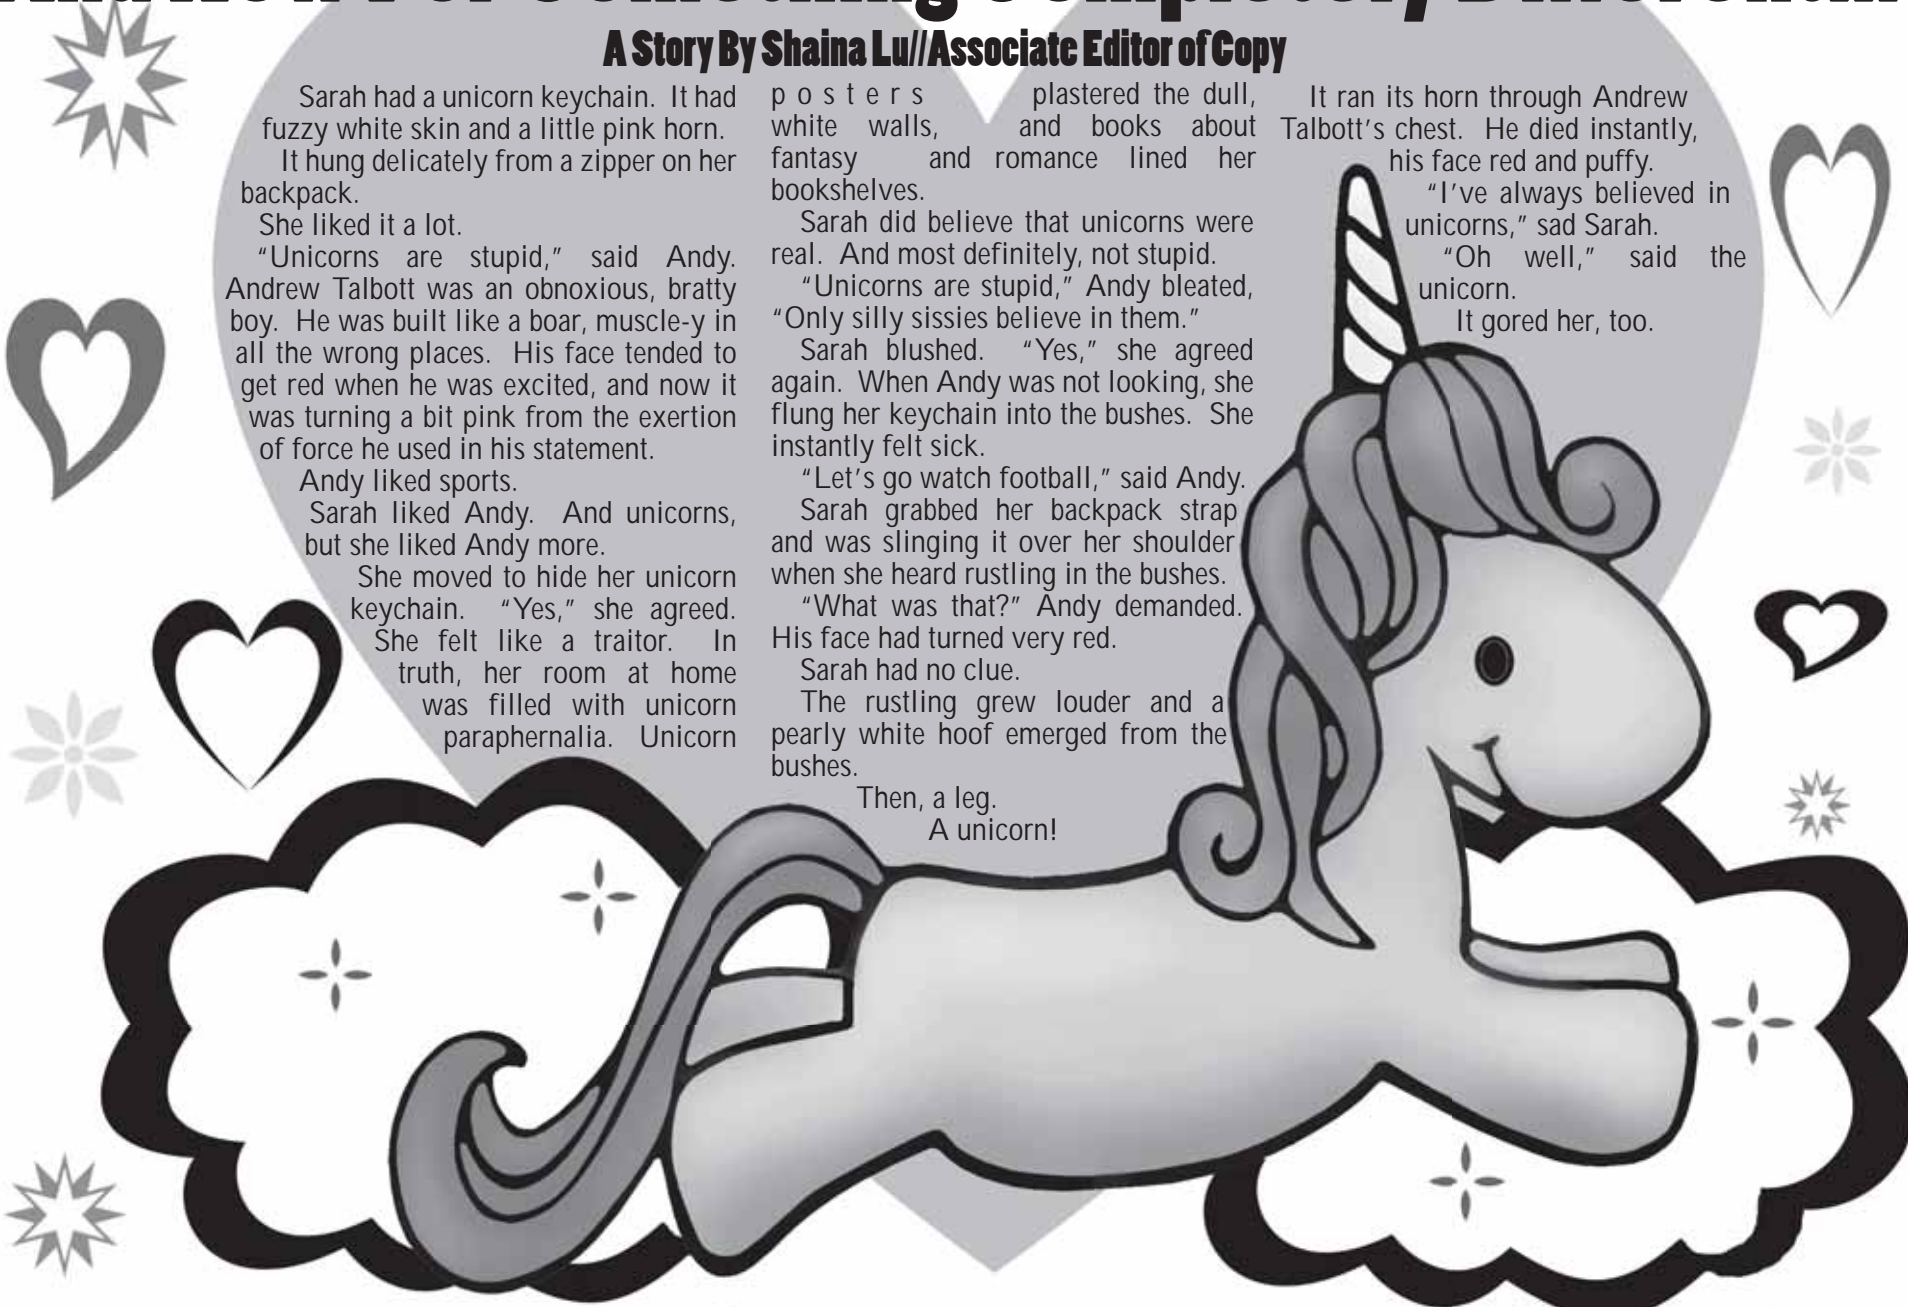 And Now For Something Completely Different...
A Story By Shaina Lu//Associate Editor of Copy
Sarah had a unicorn keychain. It had
fuzzy white skin and a little pink horn.
It hung delicately from a zipper on her
backpack.
She liked it a lot.
“Unicorns are stupid,” said Andy.
Andrew Talbott was an obnoxious, bratty
boy. He was built like a boar, muscle-y in
all the wrong places. His face tended to
get red when he was excited, and now it
was turning a bit pink from the exertion
of force he used in his statement.
Andy liked sports.
Sarah liked Andy. And unicorns,
but she liked Andy more.
She moved to hide her unicorn
keychain. “Yes,” she agreed.
She felt like a traitor. In
truth, her room at home
was filled with unicorn
paraphernalia. Unicorn
posters plastered the dull,
white walls, and books about
fantasy and romance lined her
bookshelves.
Sarah did believe that unicorns were
real. And most definitely, not stupid.
“Unicorns are stupid,” Andy bleated,
“Only silly sissies believe in them.”
Sarah blushed. “Yes,” she agreed
again. When Andy was not looking, she
flung her keychain into the bushes. She
instantly felt sick.
“Let’s go watch football,” said Andy.
Sarah grabbed her backpack strap
and was slinging it over her shoulder
when she heard rustling in the bushes.
“What was that?” Andy demanded.
His face had turned very red.
Sarah had no clue.
The rustling grew louder and a
pearly white hoof emerged from the
bushes.
Then, a leg.
A unicorn!
It ran its horn through Andrew
Talbott’s chest. He died instantly,
his face red and puffy.
“I’ve always believed in
unicorns,” sad Sarah.
“Oh well,” said the
unicorn.
It gored her, too.